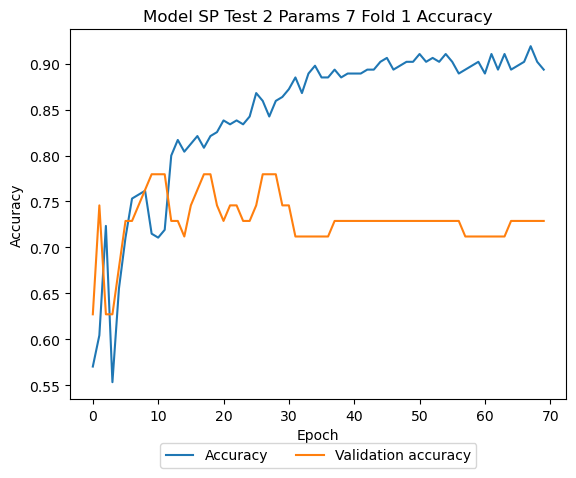 Model SP Test 2 Params 7 Fold 1 Accuracy
Accuracy
0.90
0.85
0.80
0.75
0.70
0.65
0.60
0.55
0 10 20 30 40 50 60 70
Epoch
Accuracy Validation accuracy